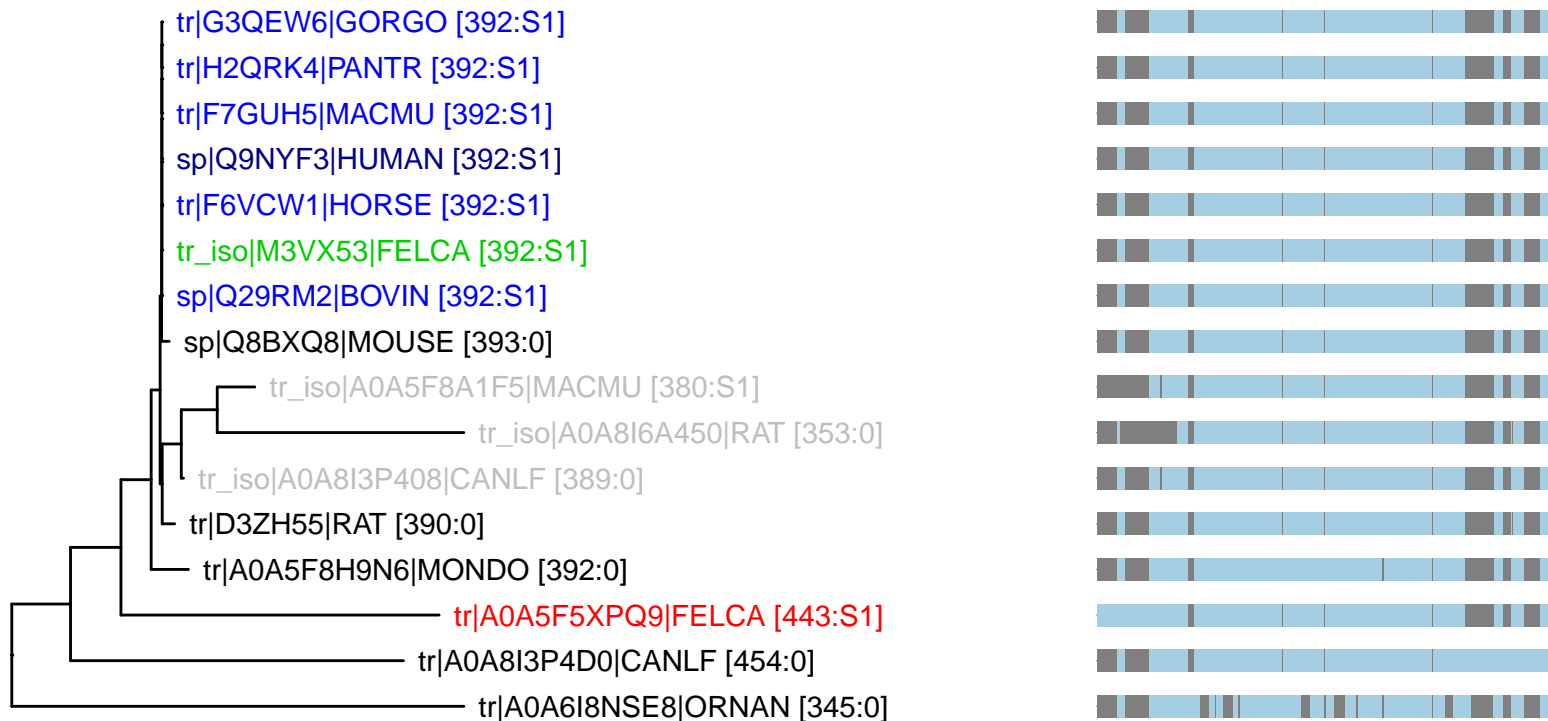 tr|G3QEW6|GORGO [392:S1]
tr|H2QRK4|PANTR [392:S1]
tr|F7GUH5|MACMU [392:S1]
sp|Q9NYF3|HUMAN [392:S1]
tr|F6VCW1|HORSE [392:S1]
tr_iso|M3VX53|FELCA [392:S1]
sp|Q29RM2|BOVIN [392:S1]
sp|Q8BXQ8|MOUSE [393:0]
tr_iso|A0A5F8A1F5|MACMU [380:S1]
tr_iso|A0A8I6A450|RAT [353:0]
tr_iso|A0A8I3P408|CANLF [389:0]
tr|D3ZH55|RAT [390:0]
tr|A0A5F8H9N6|MONDO [392:0]
tr|A0A5F5XPQ9|FELCA [443:S1]
tr|A0A8I3P4D0|CANLF [454:0]
tr|A0A6I8NSE8|ORNAN [345:0]